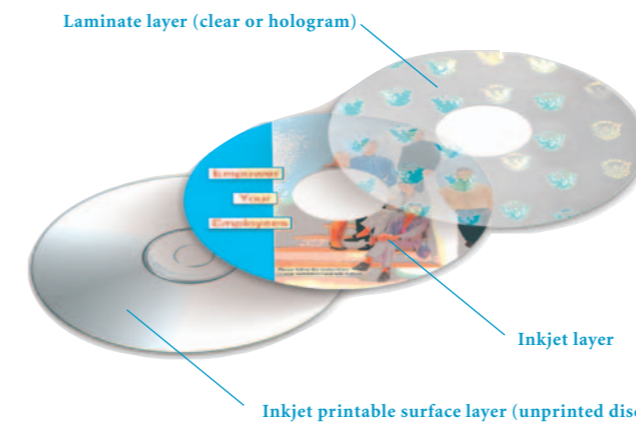 Laminate layer (clear or hologram)
Empower
Your
Employees
Inkjet layer
Inkjet printable surface layer (unprinted disc